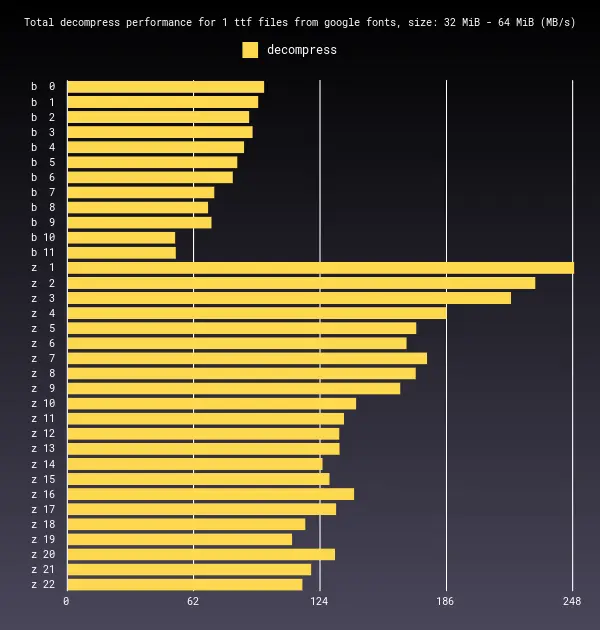 Total decompress performance for 1 ttf files from google fonts, size: 32 MiB - 64 MiB (MB/s)
decompress
b 0
b 1
b 2
b 3
b 4
b 5
b 6
b 7
b 8
b 9
b 10
b 11
z 1
z 2
z 3
z 4
z 5
z 6
z 7
z 8
z 9
z 10
z 11
z 12
z 13
z 14
z 15
z 16
z 17
z 18
z 19
z 20
z 21
z 22
0 62 124 186 248